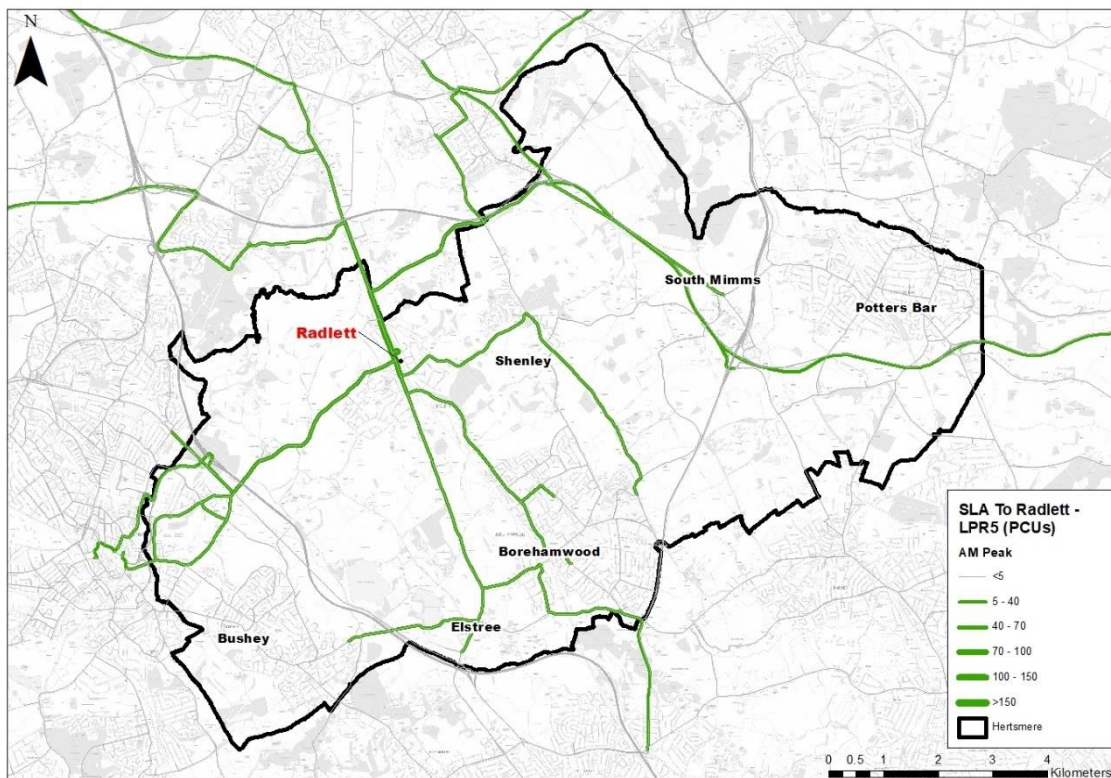 N
South Mimms
Potters Bar
Radlett
Shenley
Borehamwood
Elstree
Bushey
SLA To Radlett -
LPR5 (PCUs)
AM Peak
<5
5 - 40
40 - 70
70 - 100
100 - 150
>150
Hertsmere
0 0.5 1 2 3 4
Kilometers